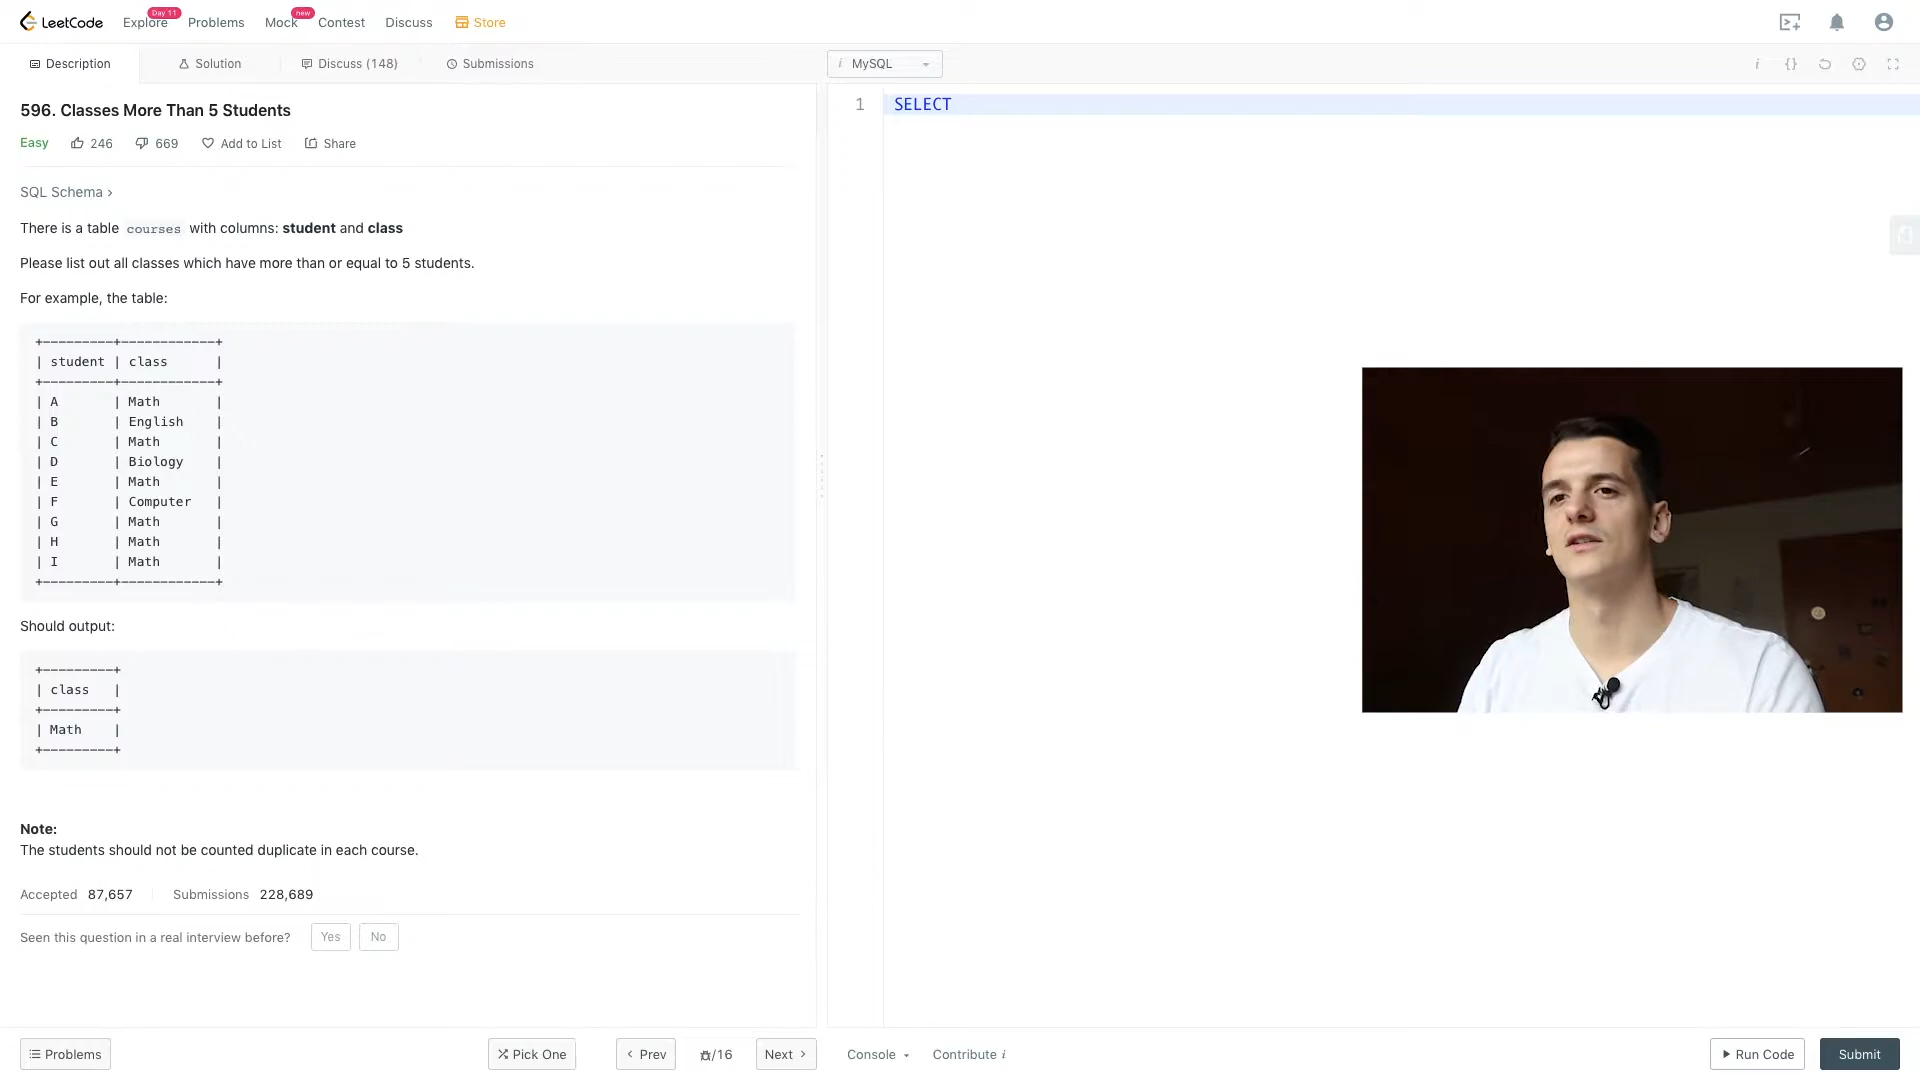 LeetCode
Explore
Day 11
Problems
Mock
new
Contest
Discuss
Store
Description
Solution
Discuss (148)
Submissions
i MySQL
i {}
596. Classes More Than 5 Students
Easy 246 669 Add to List Share
SQL Schema ›
There is a table courses with columns: student and class
Please list out all classes which have more than or equal to 5 students.
For example, the table:
+---------+------------+
| student | class      |
+---------+------------+
| A       | Math       |
| B       | English    |
| C       | Math       |
| D       | Biology    |
| E       | Math       |
| F       | Computer   |
| G       | Math       |
| H       | Math       |
| I       | Math       |
+---------+------------+
Should output:
+---------+
| class   |
+---------+
| Math    |
+---------+
Note:
The students should not be counted duplicate in each course.
Accepted 87,657 Submissions 228,689
Seen this question in a real interview before? Yes No
Problems
Pick One
‹ Prev
/16
Next ›
1 SELECT
Console
Contribute i
Run Code
Submit